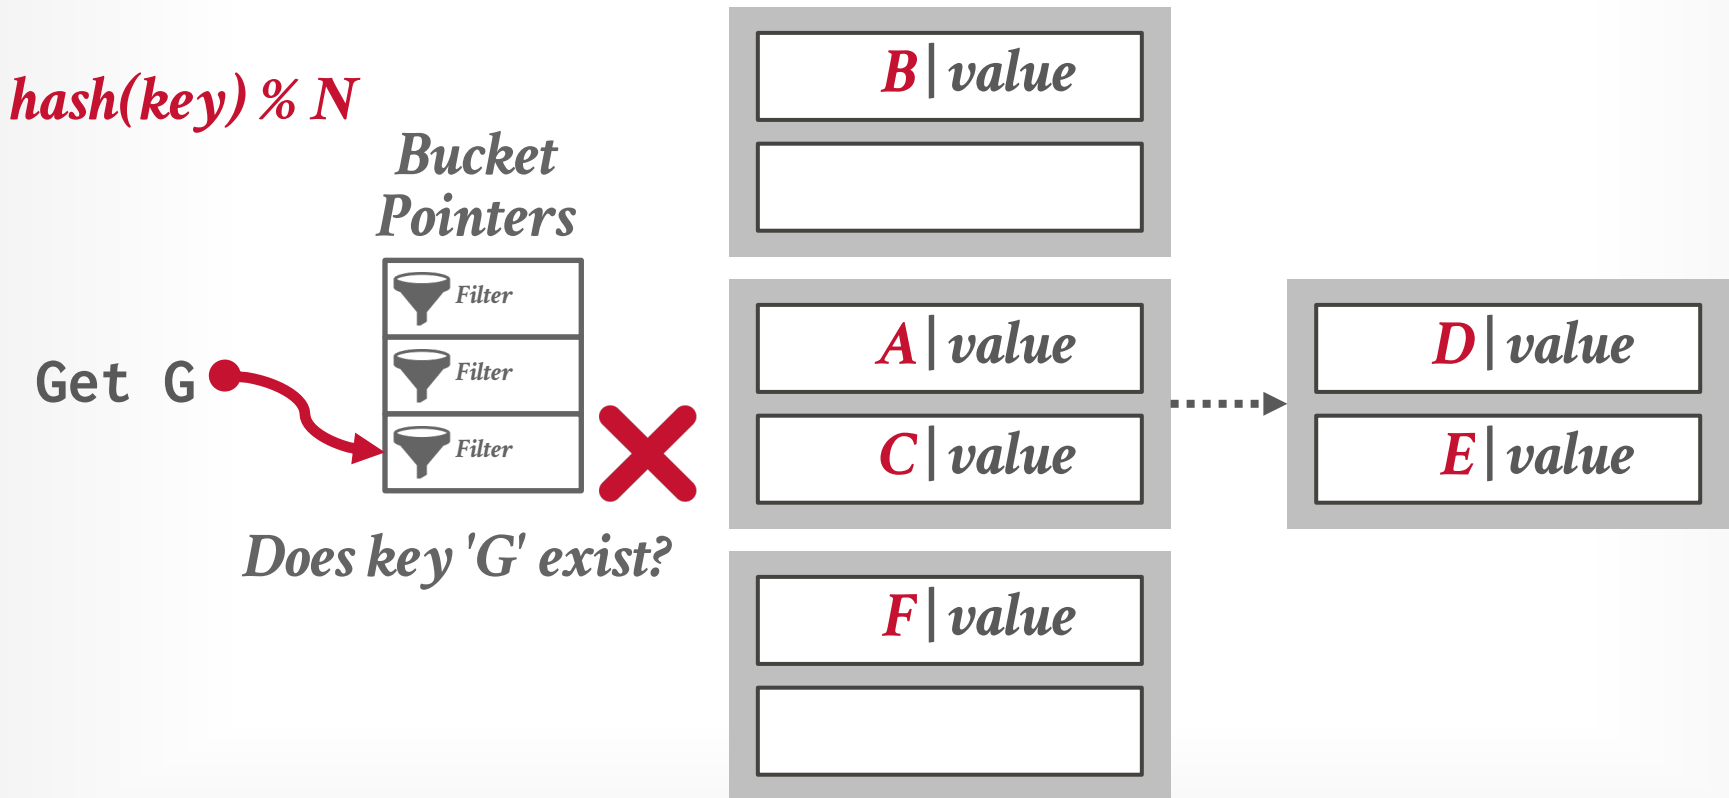 hash(key) % N
Bucket
Pointers
Filter
Filter
Filter
Get G
Does key 'G' exist?
B|value
A|value
C|value
D|value
E|value
F|value